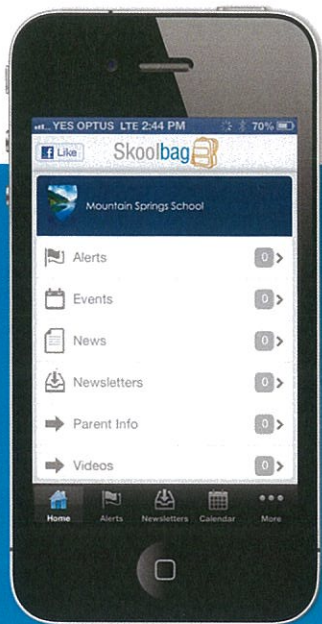 YES OPTUS LTE 2:44 PM 70%
Like Skoolbag
Mountain Springs School
Alerts 0
Events 0
News 0
Newsletters 0
Parent Info 0
Videos 0
Home Alerts Newsletters Calendar More